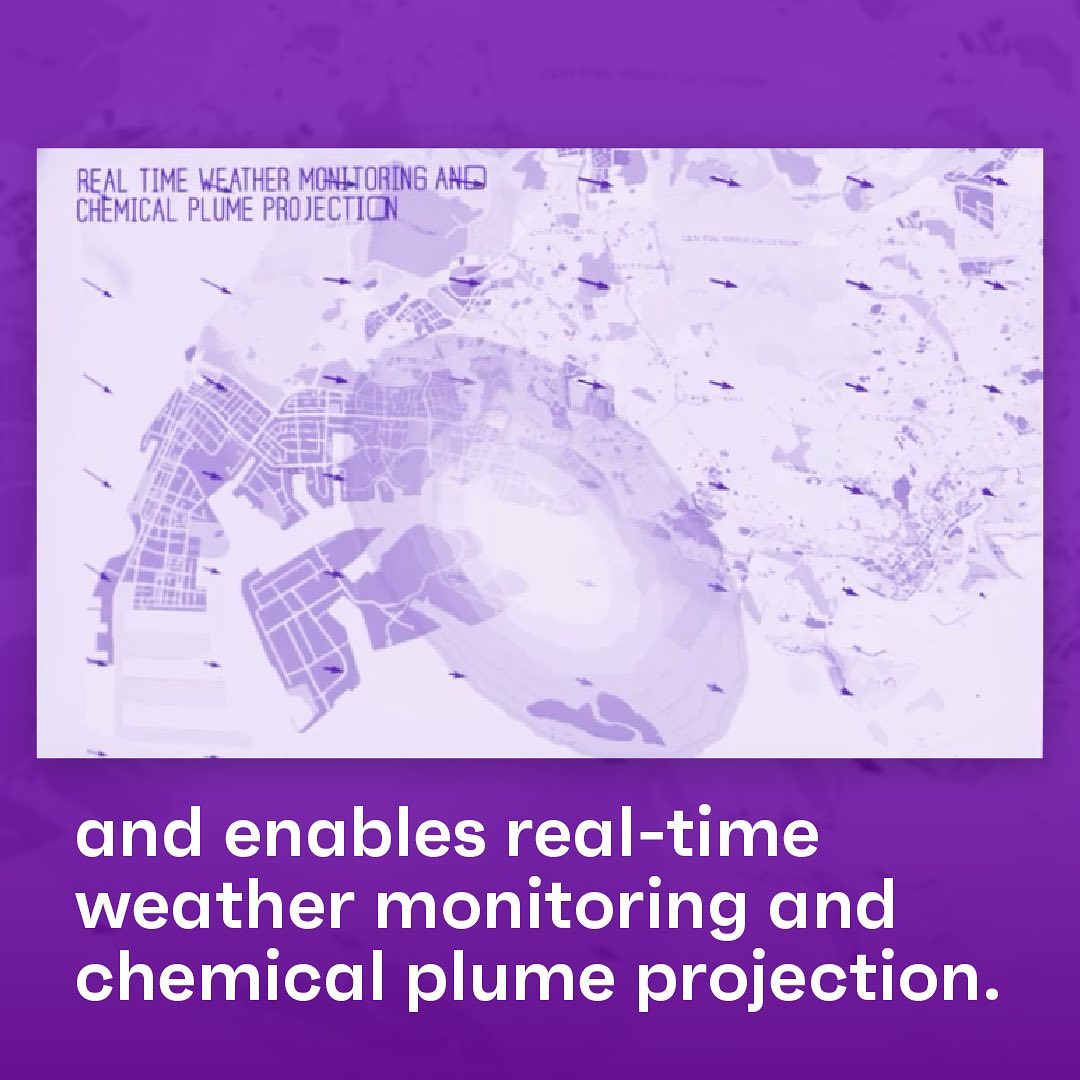 REAL TIME WEATHER MONITORING AND
CHEMICAL PLUME PROJECTION
and enables real-time
weather monitoring and
chemical plume projection.